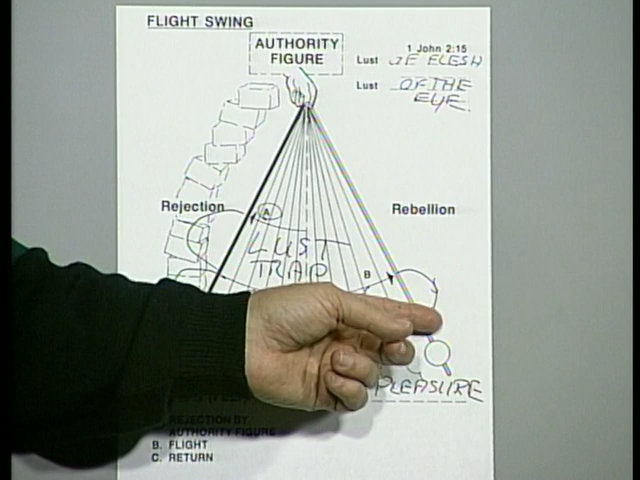 FLIGHT SWING
AUTHORITY
FIGURE
1 John 2:15
Lust OF FLESH
Lust OF THE
EYE.
Rejection
Rebellion
A
LUST
TRAP
B
PLEASURE
REJECTION BY
AUTHORITY FIGURE
B. FLIGHT
C. RETURN